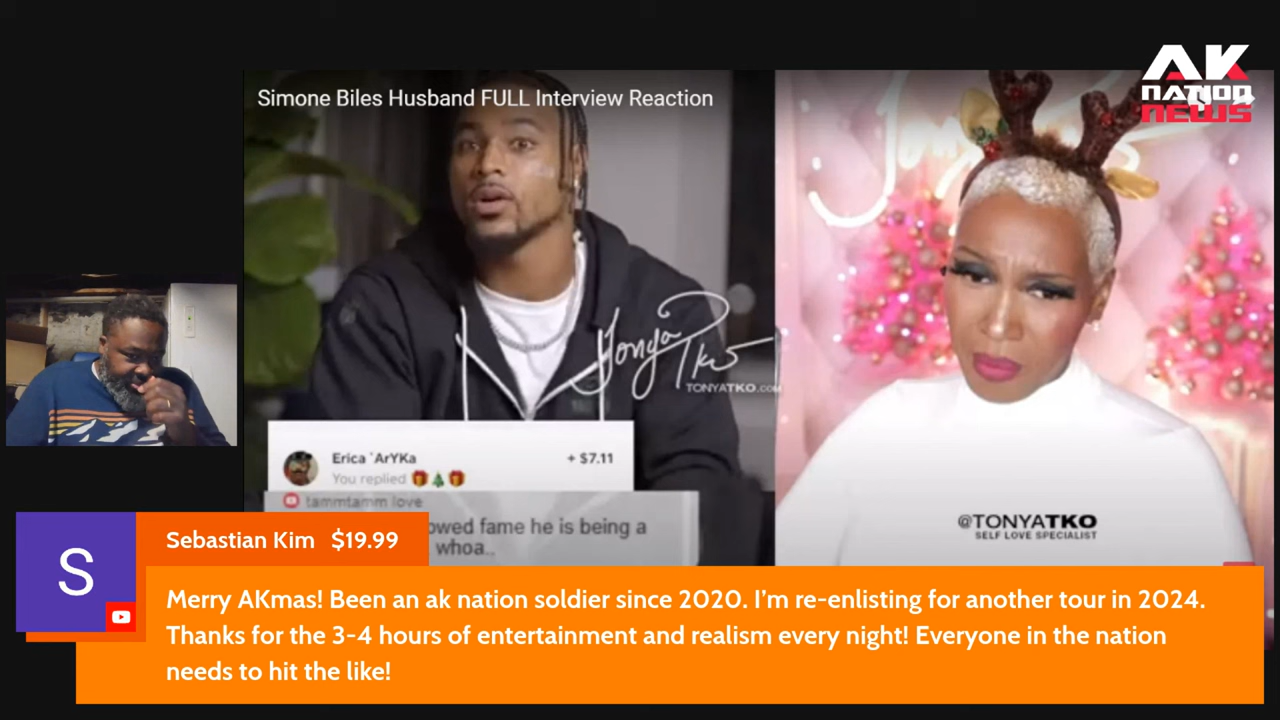 Simone Biles Husband FULL Interview Reaction
AK
NATION
NEWS
Tonya TKO
TONYATKO.COM
Erica `ArYKa
+ $7.11
You replied
tammtamm love
owed fame he is being a
whoa..
@TONYATKO
SELF LOVE SPECIALIST
S
Sebastian Kim $19.99
Merry AKmas! Been an ak nation soldier since 2020. I'm re-enlisting for another tour in 2024.
Thanks for the 3-4 hours of entertainment and realism every night! Everyone in the nation
needs to hit the like!